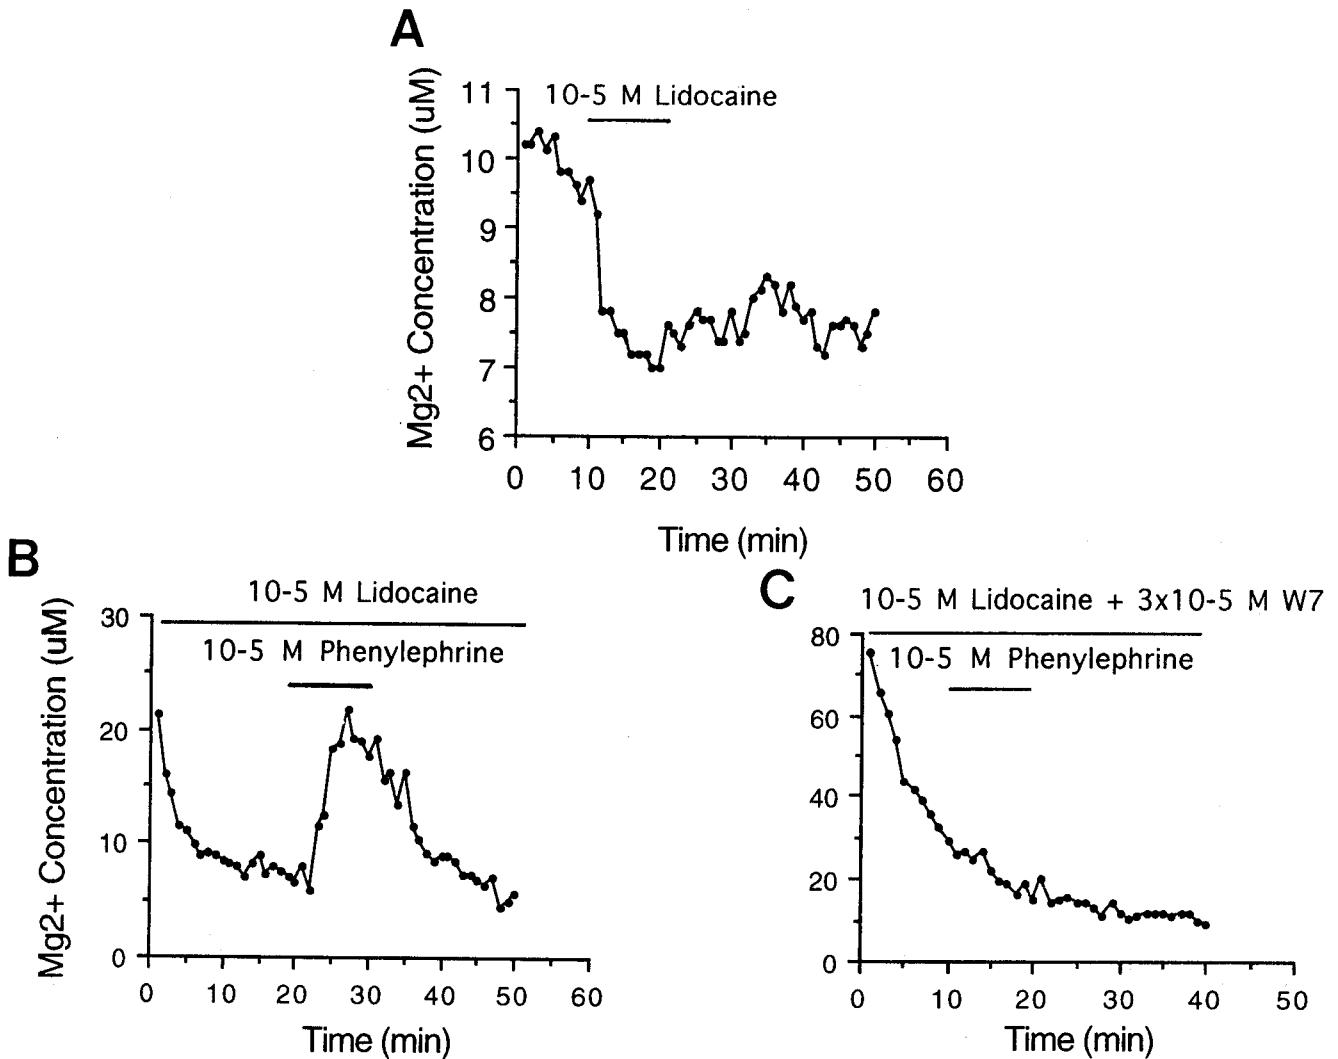 A
Mg2+ Concentration (uM)
10-5 M Lidocaine
11
10
9
8
7
6
0 10 20 30 40 50 60
Time (min)
B
Mg2+ Concentration (uM)
10-5 M Lidocaine
10-5 M Phenylephrine
30
20
10
0
0 10 20 30 40 50 60
Time (min)
C
10-5 M Lidocaine + 3x10-5 M W7
10-5 M Phenylephrine
80
60
40
20
0
0 10 20 30 40 50
Time (min)